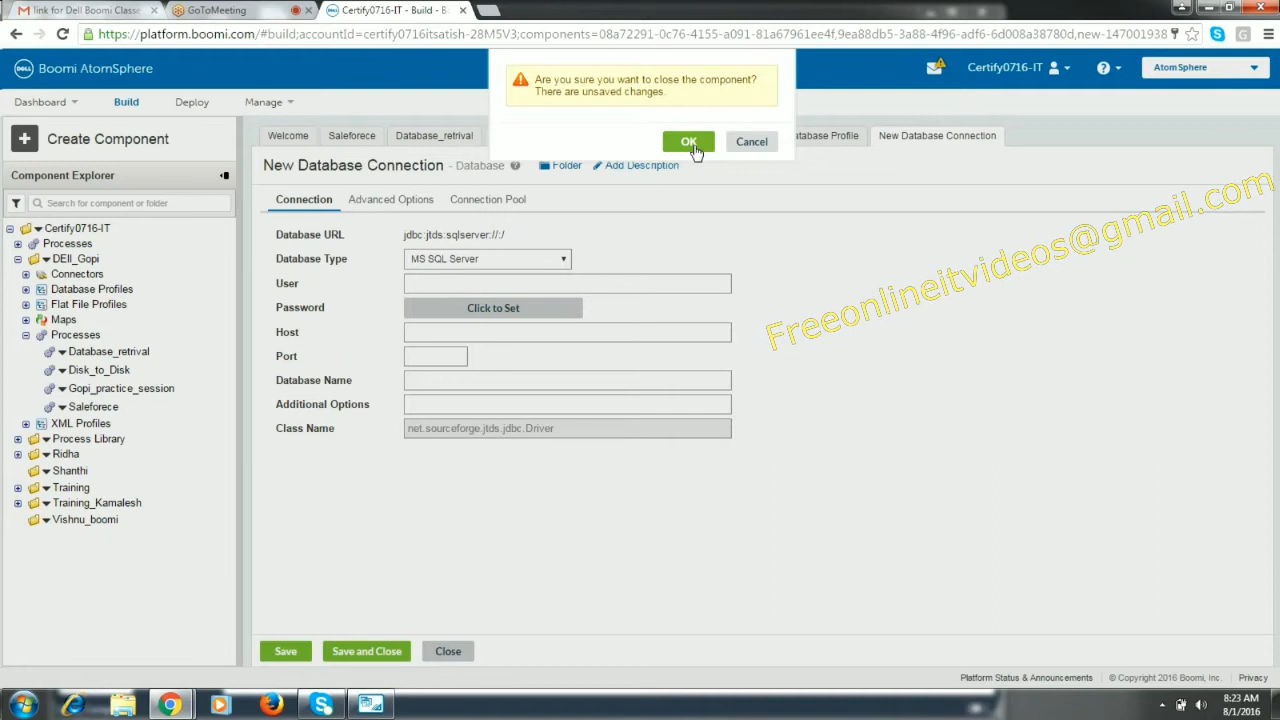 link for Dell Boomi Classe
GoToMeeting
Certify0716-IT - Build - Bo
https://platform.boomi.com/#build;accountId=certify0716itsatish-28M5V3;components=08a72291-0c76-4155-a091-81a67961ee4f,9ea88db5-3a88-4f96-adf6-6d008a38780d,new-147001938
Boomi AtomSphere
Certify0716-IT
AtomSphere
Are you sure you want to close the component?
There are unsaved changes.
OK
Cancel
Dashboard
Build
Deploy
Manage
Create Component
Component Explorer
Search for component or folder
Certify0716-IT
Processes
DEll_Gopi
Connectors
Database Profiles
Flat File Profiles
Maps
Processes
Database_retrival
Disk_to_Disk
Gopi_practice_session
Saleforece
XML Profiles
Process Library
Ridha
Shanthi
Training
Training_Kamalesh
Vishnu_boomi
Welcome
Saleforece
Database_retrival
atabase Profile
New Database Connection
New Database Connection - Database
Folder
Add Description
Connection
Advanced Options
Connection Pool
Database URL
jdbc:jtds:sqlserver://:/
Database Type
MS SQL Server
User
Password
Click to Set
Host
Port
Database Name
Additional Options
Class Name
net.sourceforge.jtds.jdbc.Driver
Freeonlineitvideos@gmail.com
Save
Save and Close
Close
Platform Status & Announcements
© Copyright 2016 Boomi, Inc.
Privacy
8:23 AM
8/1/2016